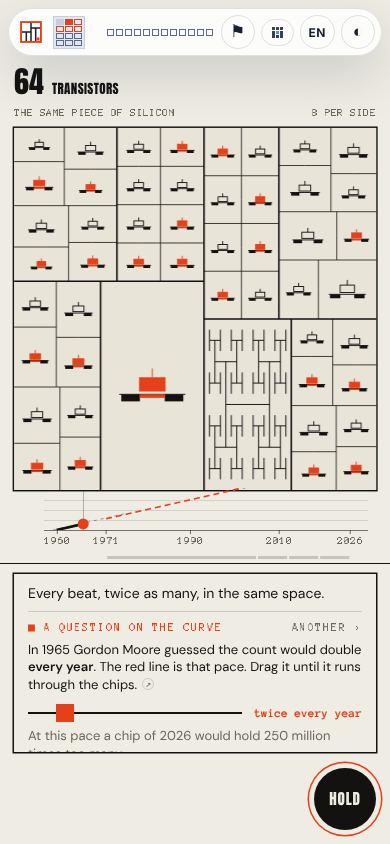 EN
64 TRANSISTORS
THE SAME PIECE OF SILICON
8 PER SIDE
1960 1971 1990 2010 2026
Every beat, twice as many, in the same space.
A QUESTION ON THE CURVE
ANOTHER ›
In 1965 Gordon Moore guessed the count would double
every year. The red line is that pace. Drag it until it runs
through the chips. ↗
twice every year
At this pace a chip of 2026 would hold 250 million
times too many.
HOLD